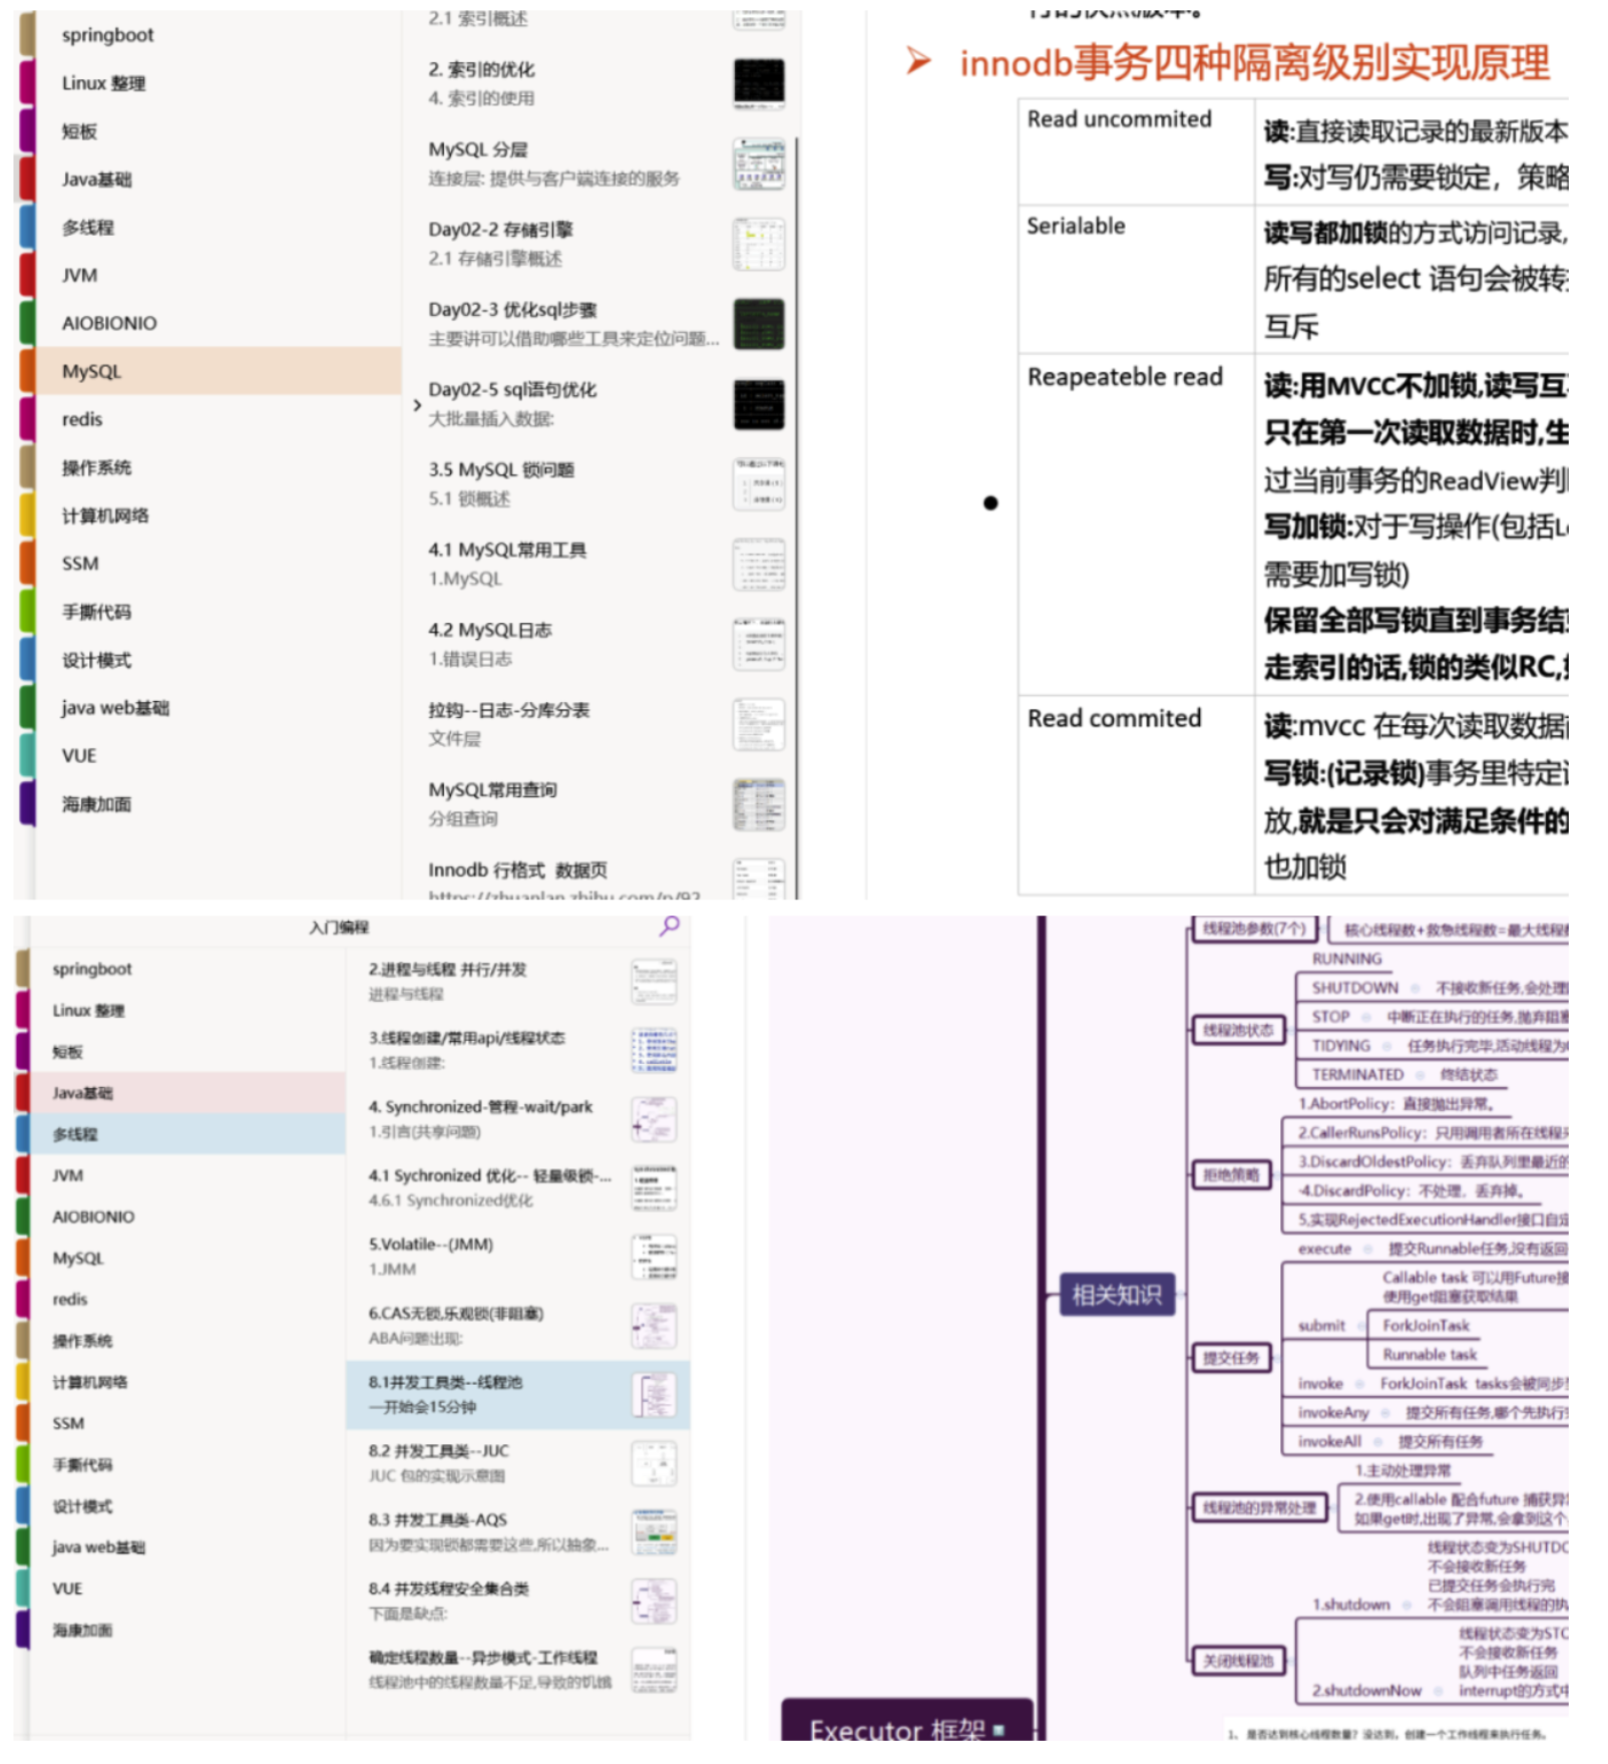 springboot
Linux 整理
短板
Java基础
多线程
JVM
AIOBIONIO
MySQL
redis
操作系统
计算机网络
SSM
手撕代码
设计模式
java web基础
VUE
海康加面
2.1 索引概述
2. 索引的优化
4. 索引的使用
MySQL 分层
连接层: 提供与客户端连接的服务
Day02-2 存储引擎
2.1 存储引擎概述
Day02-3 优化sql步骤
主要讲可以借助哪些工具来定位问题...
Day02-5 sql语句优化
大批量插入数据:
3.5 MySQL 锁问题
5.1 锁概述
4.1 MySQL常用工具
1.MySQL
4.2 MySQL日志
1.错误日志
拉钩--日志-分库分表
文件层
MySQL常用查询
分组查询
Innodb 行格式 数据页
https://zhuanlan.zhihu.com/p/92
innodb事务四种隔离级别实现原理
Read uncommited
读:直接读取记录的最新版本
写:对写仍需要锁定，策略
Serialable
读写都加锁的方式访问记录,
所有的select 语句会被转
互斥
Reapeateble read
读:用MVCC不加锁,读写互
只在第一次读取数据时,生
过当前事务的ReadView判
写加锁:对于写操作(包括L
需要加写锁)
保留全部写锁直到事务结
走索引的话,锁的类似RC,
Read commited
读:mvcc 在每次读取数据
写锁:(记录锁)事务里特定
放,就是只会对满足条件的
也加锁
入门编程
springboot
Linux 整理
短板
Java基础
多线程
JVM
AIOBIONIO
MySQL
redis
操作系统
计算机网络
SSM
手撕代码
设计模式
java web基础
VUE
海康加面
2.进程与线程 并行/并发
进程与线程
3.线程创建/常用api/线程状态
1.线程创建:
4. Synchronized-管程-wait/park
1.引言(共享问题)
4.1 Sychronized 优化-- 轻量级锁-...
4.6.1 Synchronized优化
5.Volatile--(JMM)
1.JMM
6.CAS无锁,乐观锁(非阻塞)
ABA问题出现:
8.1并发工具类--线程池
一开始会15分钟
8.2 并发工具类--JUC
JUC 包的实现示意图
8.3 并发工具类-AQS
因为要实现锁都需要这些,所以抽象...
8.4 并发线程安全集合类
下面是缺点:
确定线程数量--异步模式-工作线程
线程池中的线程数量不足,导致的饥饿
Executor 框架
相关知识
线程池参数(7个)
核心线程数+救急线程数=最大线程
线程池状态
RUNNING
SHUTDOWN 不接收新任务,会处理
STOP 中断正在执行的任务,抛弃阻塞
TIDYING 任务执行完毕,活动线程为
TERMINATED 终结状态
拒绝策略
1.AbortPolicy：直接抛出异常。
2.CallerRunsPolicy：只用调用者所在线程
3.DiscardOldestPolicy：丢弃队列里最近的
4.DiscardPolicy：不处理，丢弃掉。
5,实现RejectedExecutionHandler接口自定
提交任务
execute 提交Runnable任务,没有返回
submit
Callable task 可以用Future接
使用get阻塞获取结果
ForkJoinTask
Runnable task
invoke ForkJoinTask tasks会被同步
invokeAny 提交所有任务,哪个先执行
invokeAll 提交所有任务
线程池的异常处理
1.主动处理异常
2.使用callable 配合future 捕获异
如果get时,出现了异常,会拿到这个
关闭线程池
1.shutdown
线程状态变为SHUTDO
不会接收新任务
已提交任务会执行完
不会阻塞调用线程的执
2.shutdownNow
线程状态变为STO
不会接收新任务
队列中任务返回
interrupt的方式中
1、是否达到核心线程数量？没达到，创建一个工作线程来执行任务。